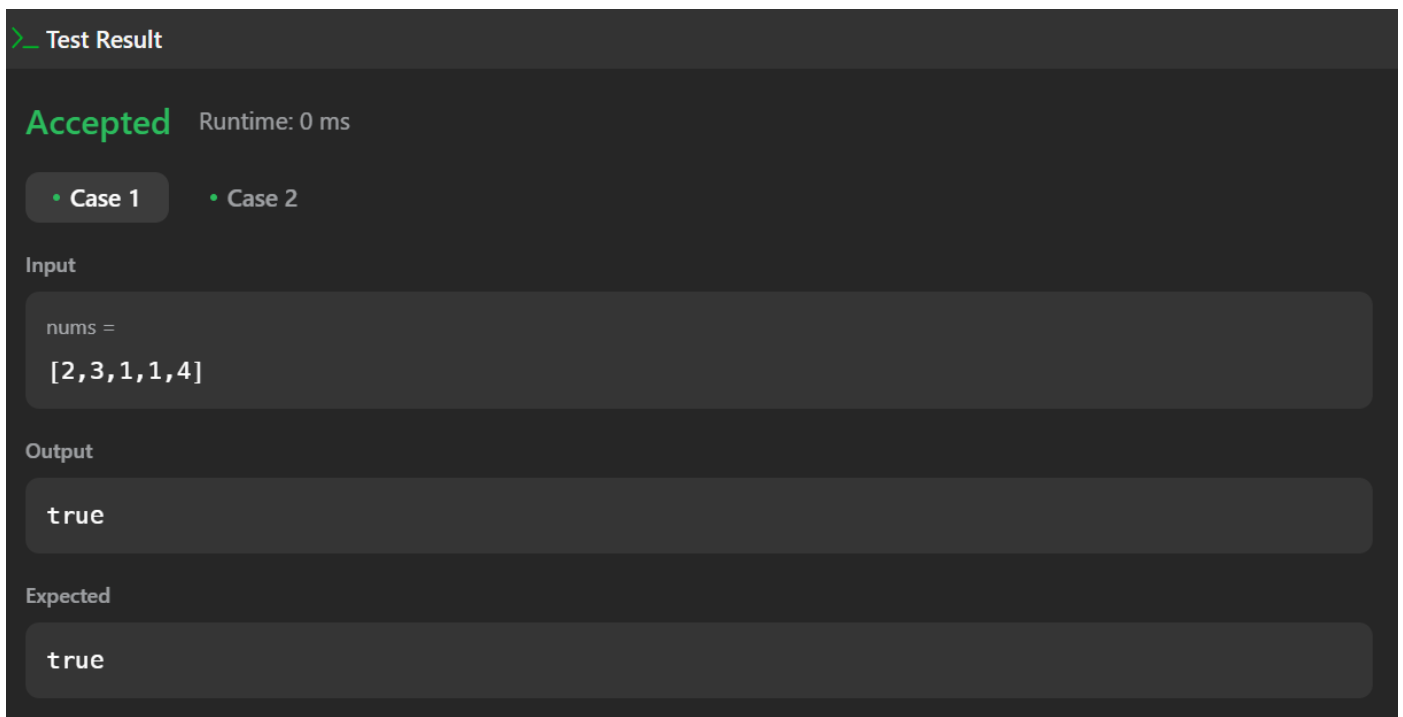 >_ Test Result
Accepted Runtime: 0 ms
• Case 1 • Case 2
Input
nums =
[2,3,1,1,4]
Output
true
Expected
true